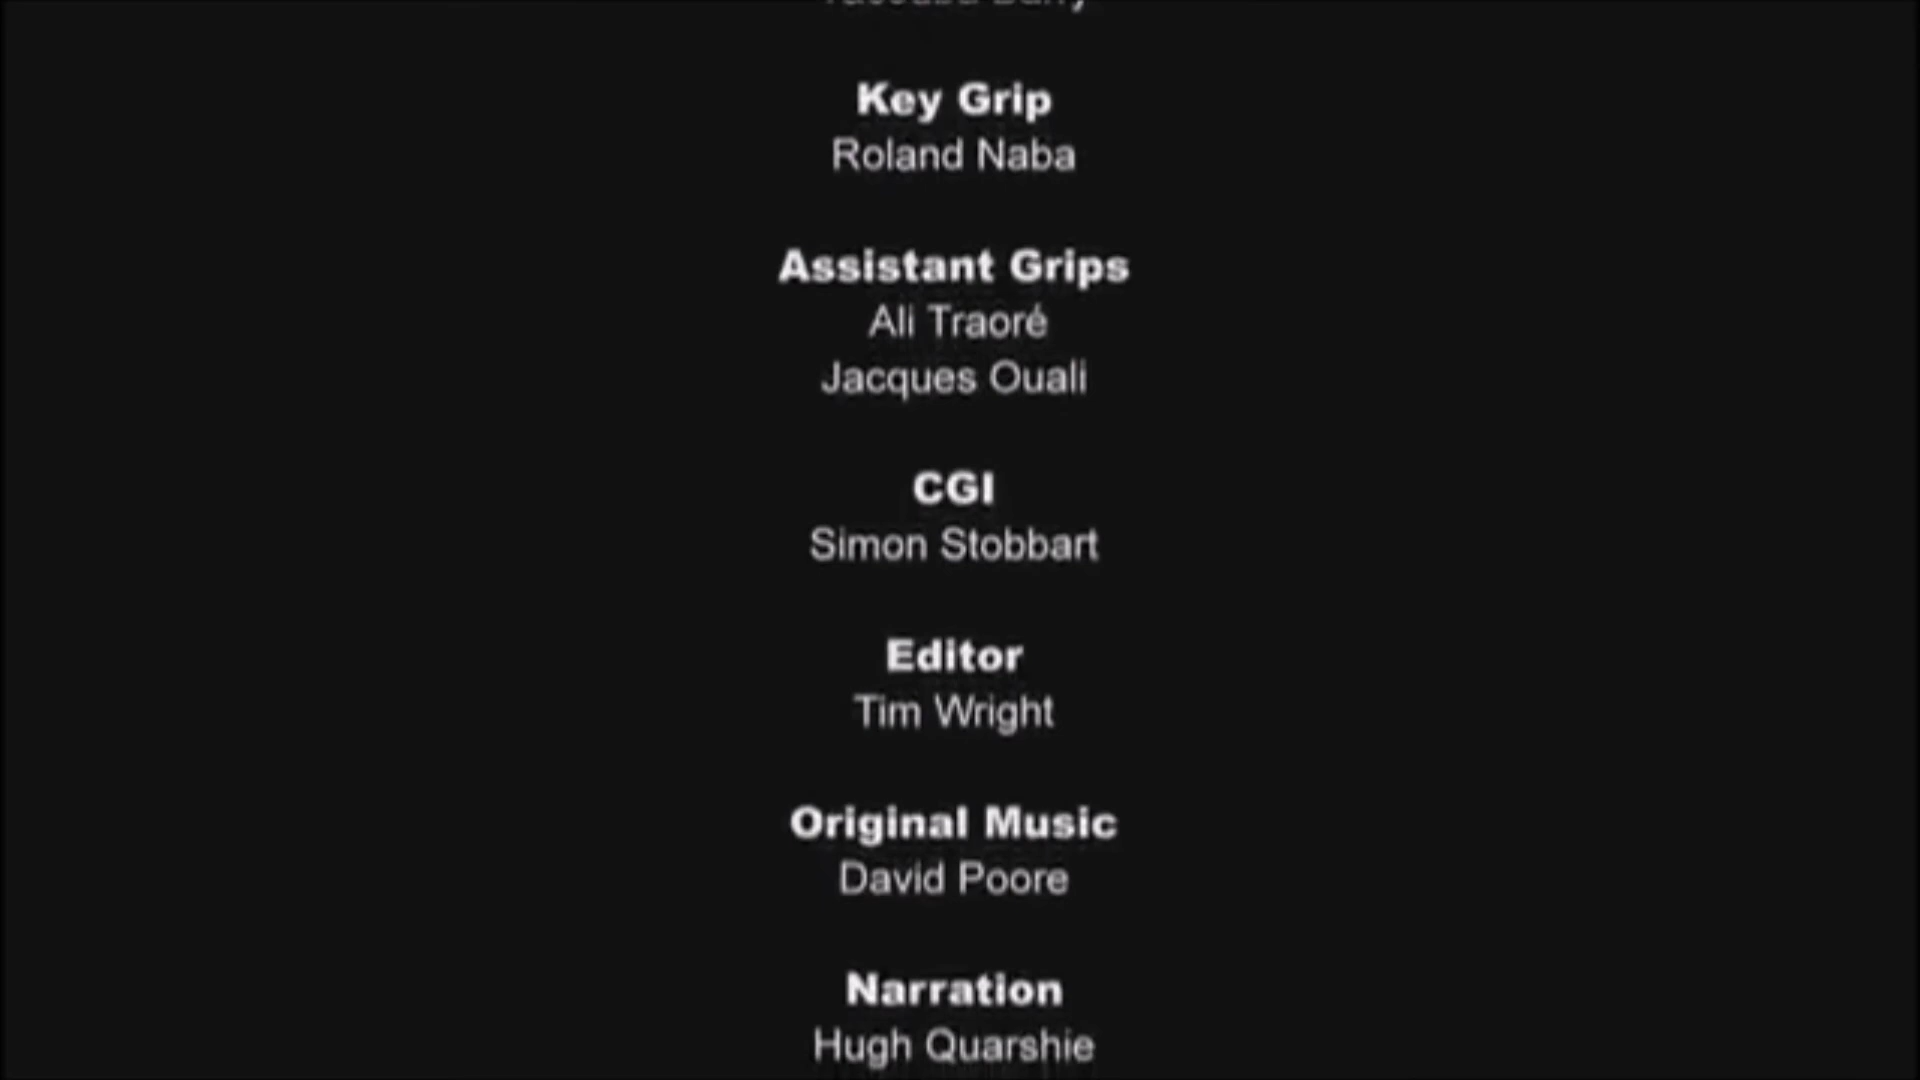 Key Grip
Roland Naba
Assistant Grips
Ali Traoré
Jacques Ouali
CGI
Simon Stobbart
Editor
Tim Wright
Original Music
David Poore
Narration
Hugh Quarshie